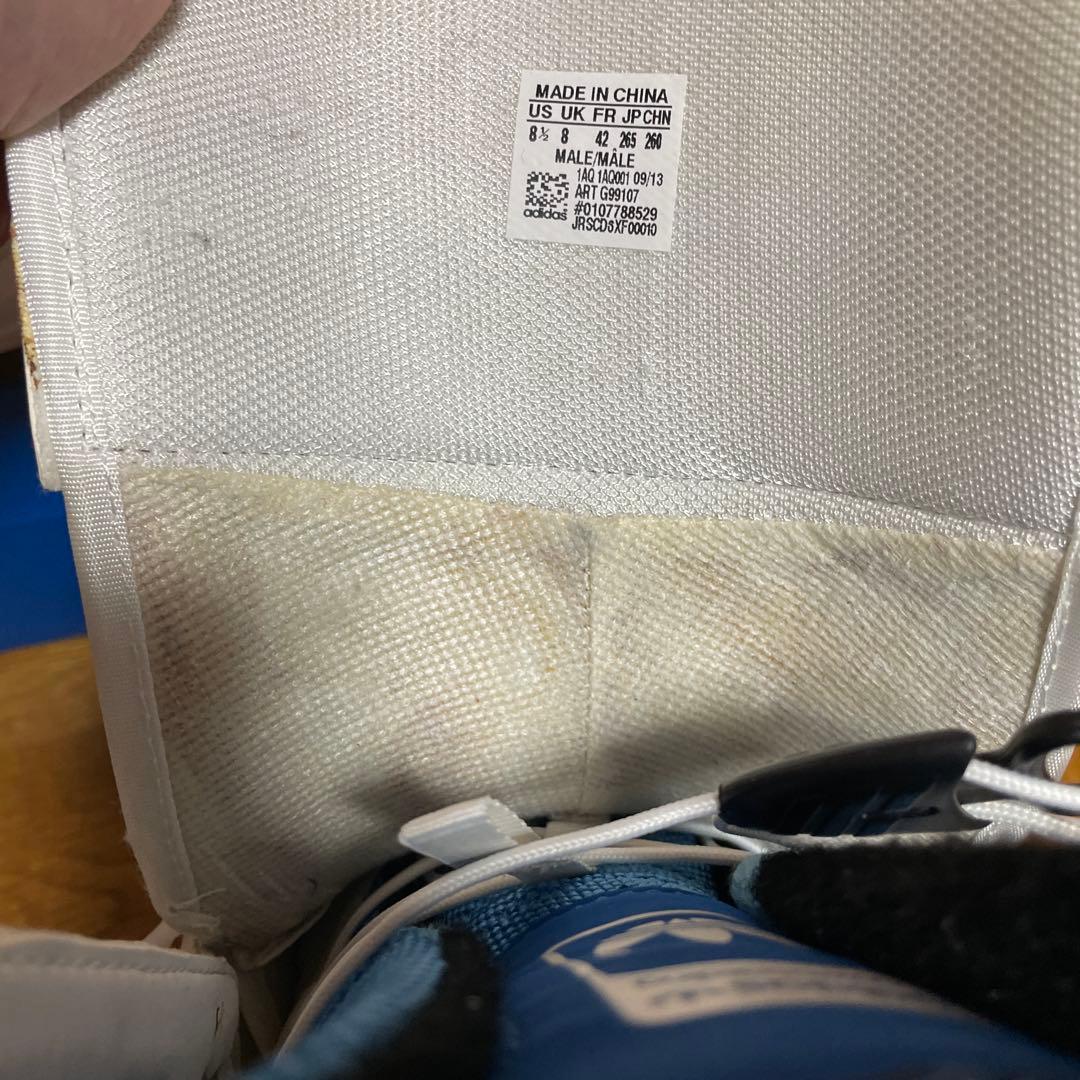 MADE IN CHINA
US UK FR JP CHN
8½ 8 42 265 260
MALE/MÂLE
1AQ 1AQ001 09/13
ART G99107
#0107788529
JRSCD3XF00010
adidas